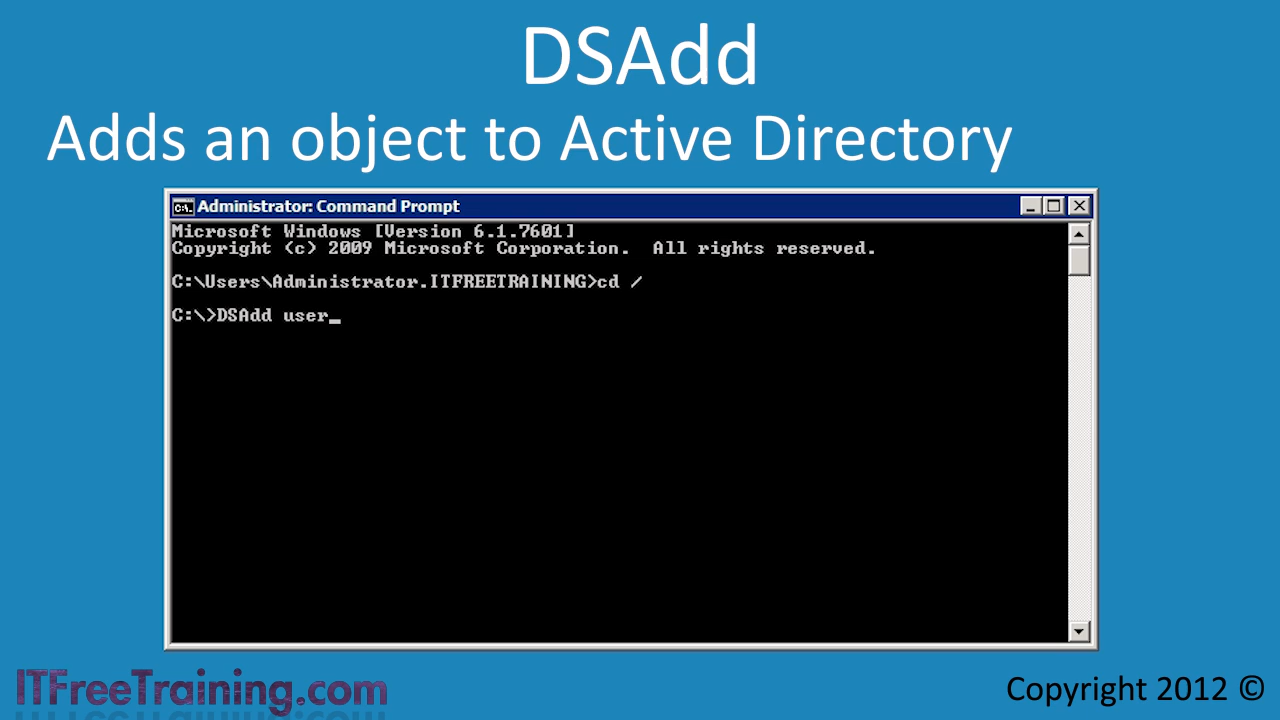 DSAdd
Adds an object to Active Directory
Administrator: Command Prompt
Microsoft Windows [Version 6.1.7601]
Copyright (c) 2009 Microsoft Corporation.  All rights reserved.
C:\Users\Administrator.ITFREETRAINING>cd /
C:\>DSAdd user_
ITFreeTraining.com
Copyright 2012 ©